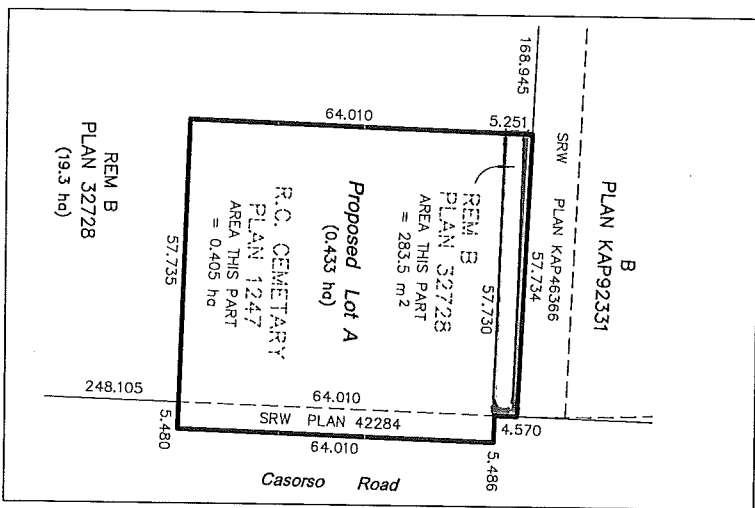 B
PLAN KAP92331
168.945
SRW PLAN KAP46366
57.734
64.010
5.251
REM B
PLAN 32728
AREA THIS PART
= 283.5 m²
57.730
Proposed Lot A
(0.433 ha)
R.C. CEMETARY
PLAN 1247
AREA THIS PART
= 0.405 ha
REM B
PLAN 32728
(19.3 ha)
57.735
248.105
64.010
SRW PLAN 42284
4.570
5.480
64.010
5.486
Casorso Road